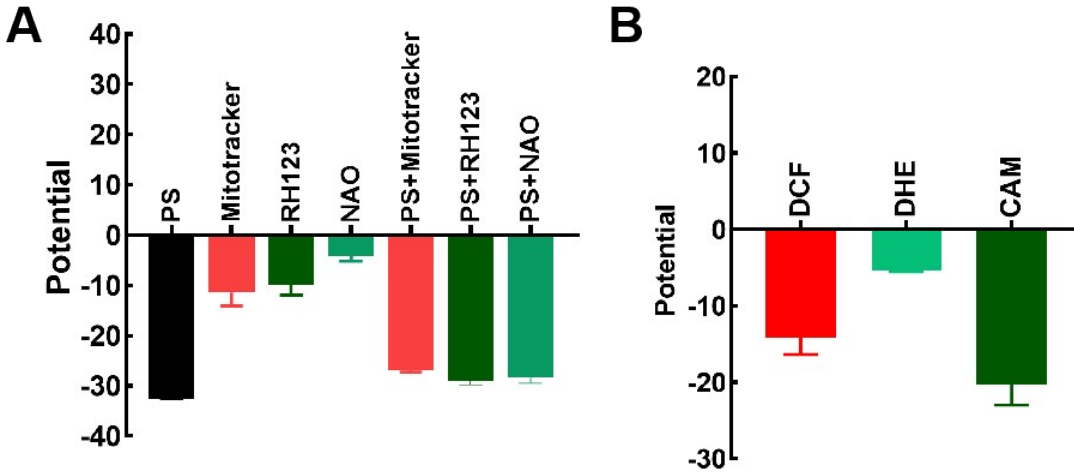 A
Potential
40
30
20
10
0
-10
-20
-30
-40
PS
Mitotracker
RH123
NAO
PS+Mitotracker
PS+RH123
PS+NAO
B
Potential
20
10
0
-10
-20
-30
DCF
DHE
CAM